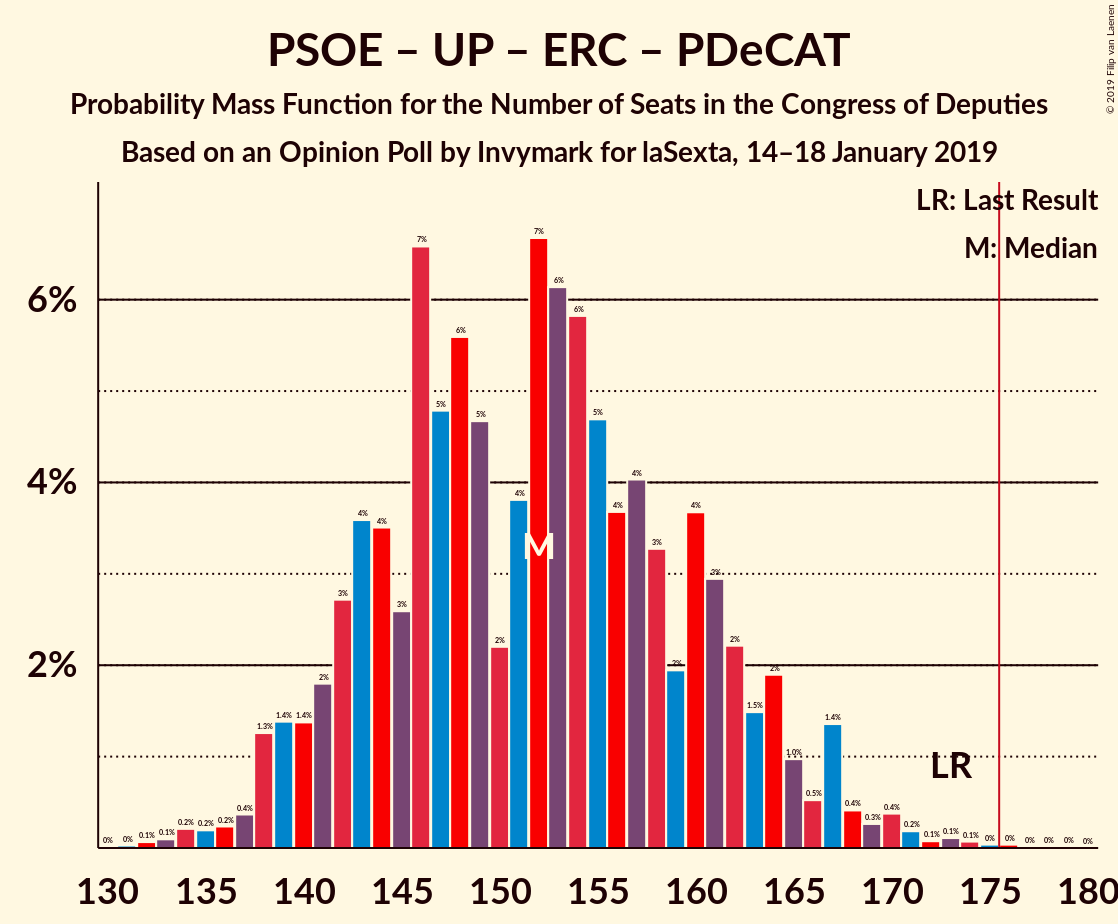 PSOE – UP – ERC – PDeCAT
Probability Mass Function for the Number of Seats in the Congress of Deputies
Based on an Opinion Poll by Invymark for laSexta, 14–18 January 2019
© 2019 Filip van Laenen
LR: Last Result
M: Median
6%
4%
2%
0% 0% 0.1% 0.1% 0.2% 0.2% 0.2% 0.4% 1.3% 1.4% 1.4% 2% 3% 4% 4% 3% 7% 5% 6% 5% 2% 4% 7% 6% 6% 5% 4% 4% 3% 2% 4% 3% 2% 1.5% 2% 1.0% 0.5% 1.4% 0.4% 0.3% 0.4% 0.2% 0.1% 0.1% 0.1% 0% 0% 0% 0% 0% 0%
M
LR
130 135 140 145 150 155 160 165 170 175 180